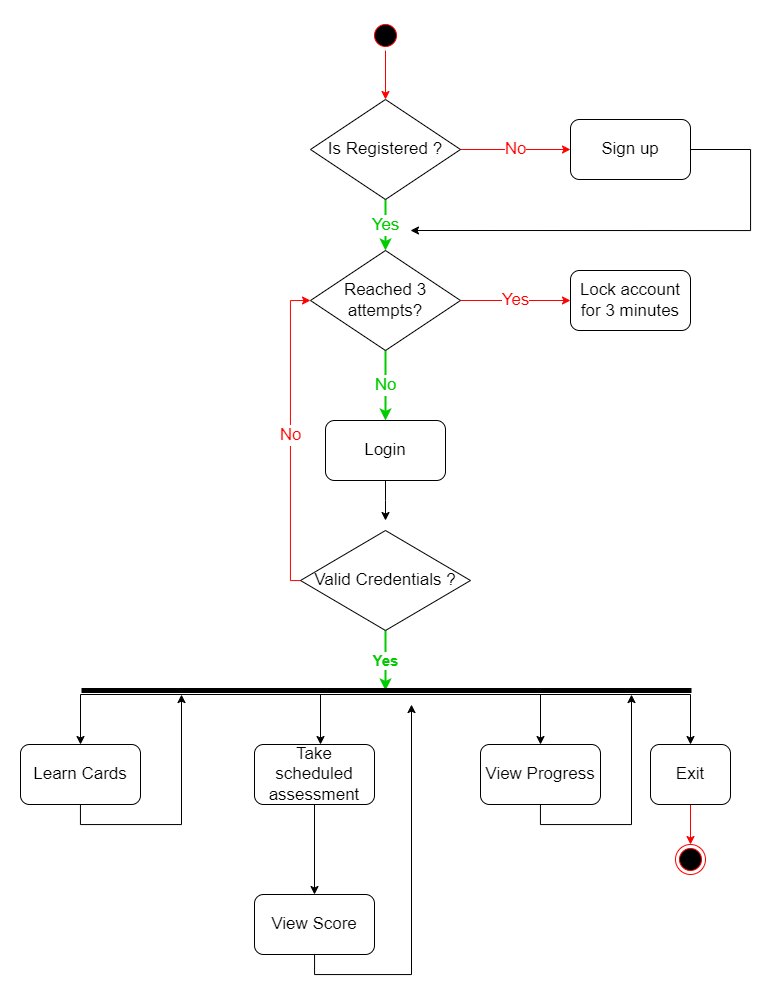 Is Registered ?
No
Sign up
Yes
Reached 3
attempts?
Yes
Lock account
for 3 minutes
No
No
Login
Valid Credentials ?
Yes
Learn Cards
Take
scheduled
assessment
View Progress
Exit
View Score